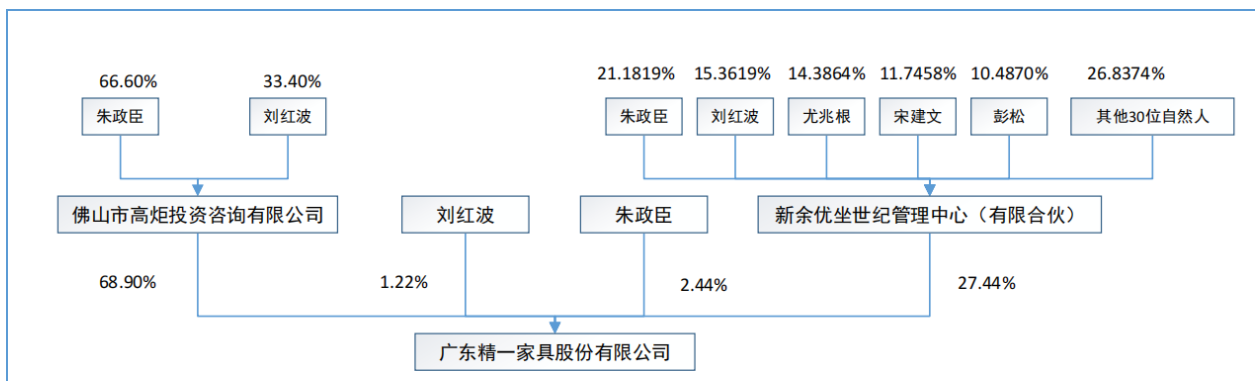 66.60%
33.40%
21.1819%
15.3619%
14.3864%
11.7458%
10.4870%
26.8374%
朱政臣
刘红波
朱政臣
刘红波
尤兆根
宋建文
彭松
其他30位自然人
佛山市高炬投资咨询有限公司
刘红波
朱政臣
新余优坐世纪管理中心（有限合伙）
68.90%
1.22%
2.44%
27.44%
广东精一家具股份有限公司